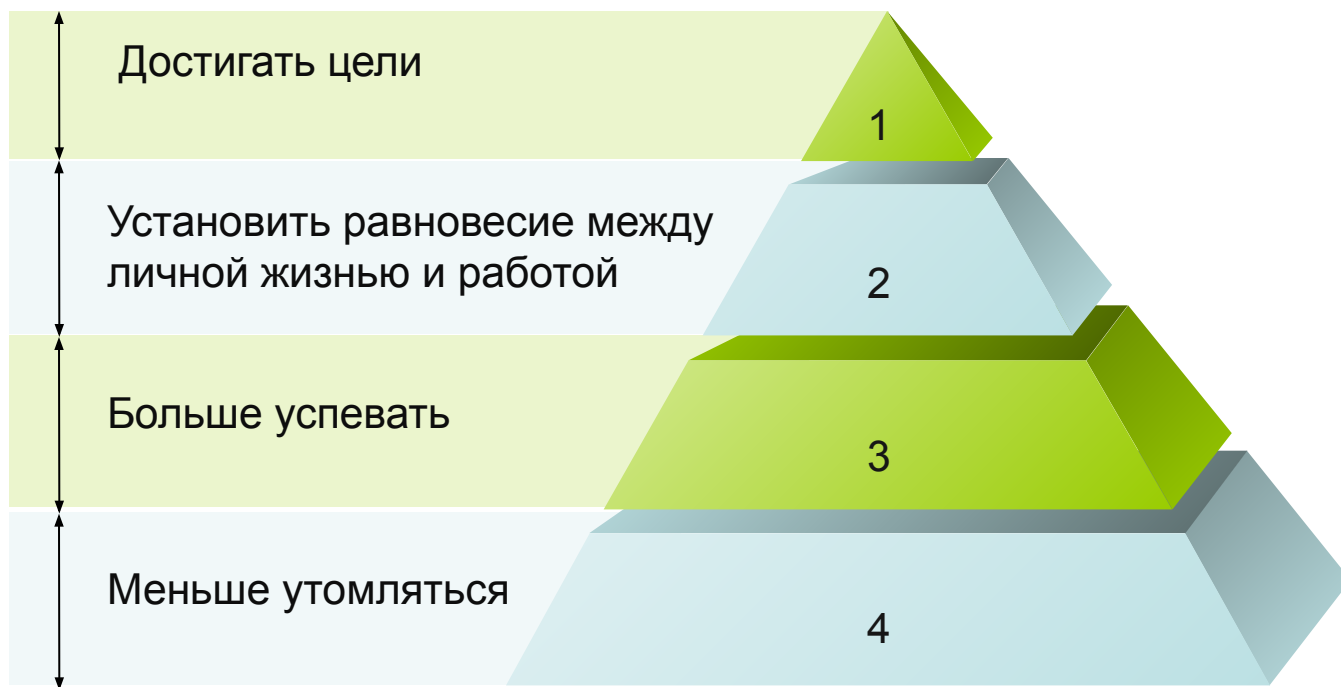 Достигать цели
1
Установить равновесие между
личной жизнью и работой
2
Больше успевать
3
Меньше утомляться
4